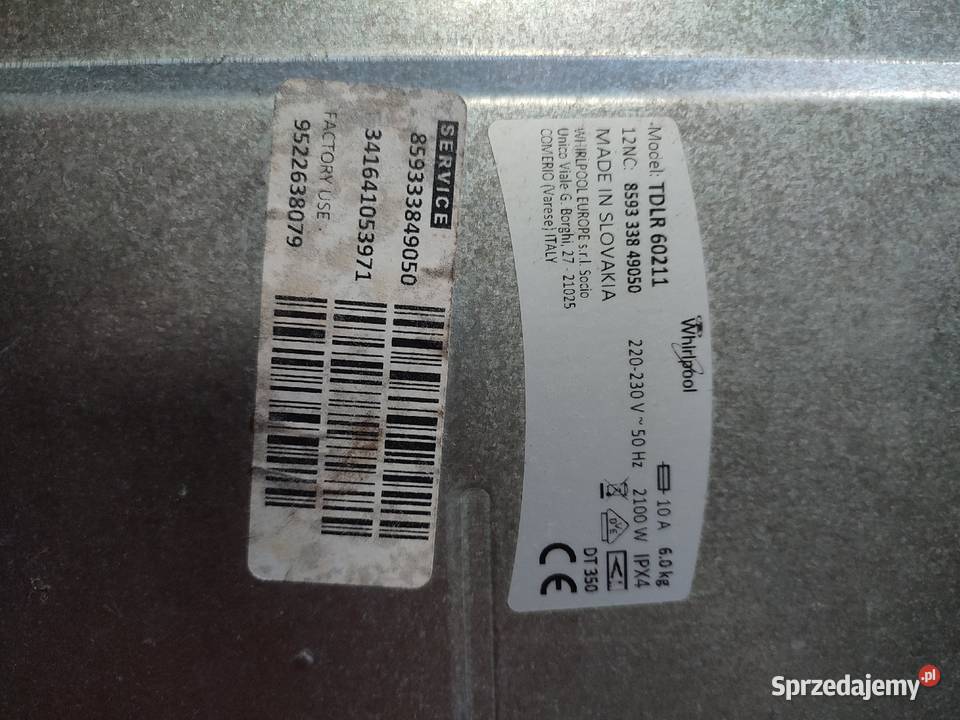 SERVICE
859333849050
341641053971
FACTORY USE
9522638079
Model: TDLR 60211
12NC: 8593 338 49050
MADE IN SLOVAKIA
WHIRLPOOL EUROPE s.r.l. Socio
Unico Viale G. Borghi, 27 - 21025
COMERIO (Varese) ITALY
Whirlpool
220-230 V ~ 50 Hz
10 A 6.0 kg
2100 W IPX4
DVE
DT 350
CE
Sprzedajemy.pl